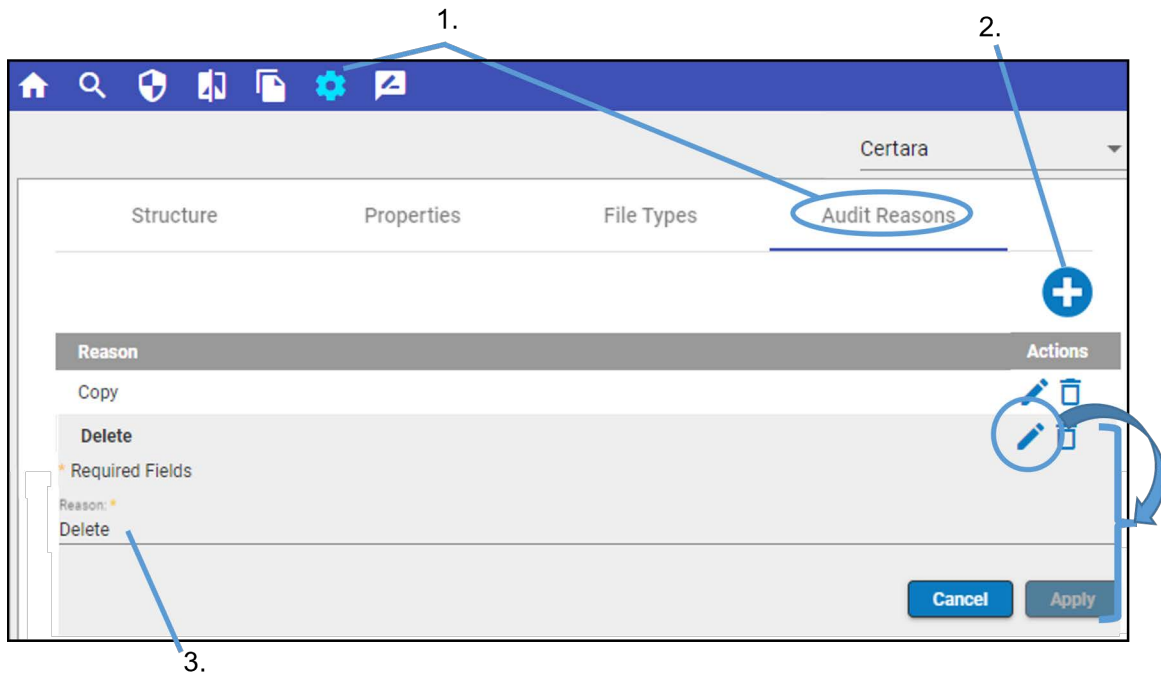 1.
2.
Certara
Structure Properties File Types Audit Reasons
Reason Actions
Copy
Delete
* Required Fields
Reason: *
Delete
Cancel Apply
3.